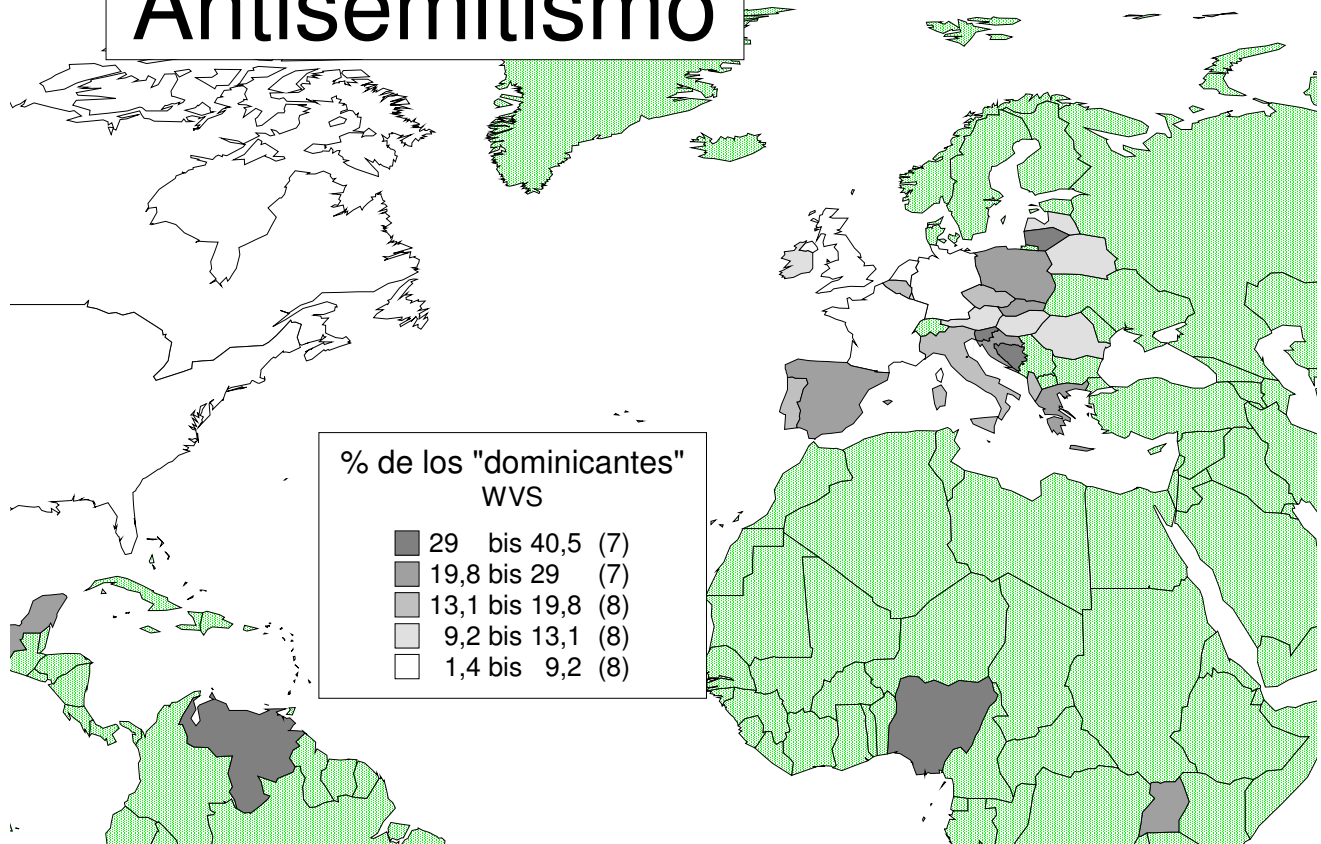 Antisemitismo
% de los "dominicantes"
WVS
29 bis 40,5 (7)
19,8 bis 29 (7)
13,1 bis 19,8 (8)
9,2 bis 13,1 (8)
1,4 bis 9,2 (8)